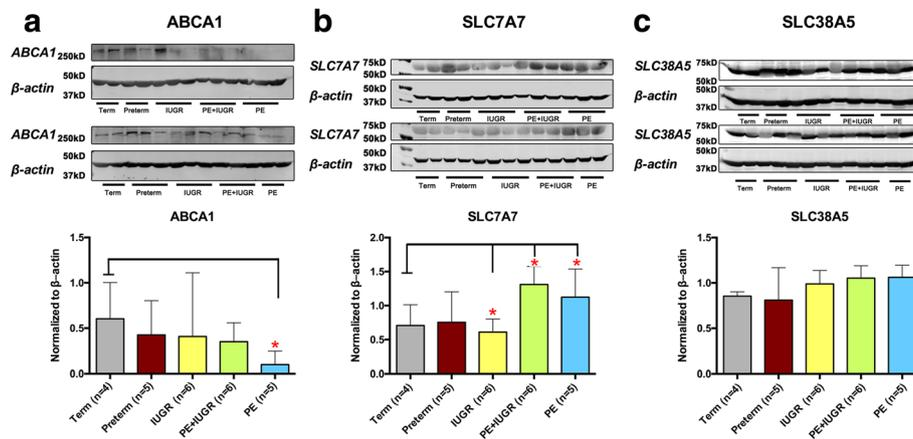 a ABCA1
ABCA1 250kD
50kD
β-actin
37kD
Term Preterm IUGR PE+IUGR PE
ABCA1 250kD
50kD
β-actin
37kD
Term Preterm IUGR PE+IUGR PE
ABCA1
Normalized to β-actin
1.5
1.0
0.5
0.0
*
Term (n=4) Preterm (n=5) IUGR (n=6) PE+IUGR (n=6) PE (n=5)
b SLC7A7
75kD
SLC7A7
50kD
50kD
β-actin
37kD
Term Preterm IUGR PE+IUGR PE
75kD
SLC7A7
50kD
50kD
β-actin
37kD
Term Preterm IUGR PE+IUGR PE
SLC7A7
Normalized to β-actin
2.0
1.5
1.0
0.5
0.0
* * *
Term (n=4) Preterm (n=5) IUGR (n=6) PE+IUGR (n=6) PE (n=5)
c SLC38A5
75kD
SLC38A5
50kD
50kD
β-actin
37kD
Term Preterm IUGR PE+IUGR PE
75kD
SLC38A5
50kD
50kD
β-actin
37kD
Term Preterm IUGR PE+IUGR PE
SLC38A5
Normalized to β-actin
1.5
1.0
0.5
0.0
Term (n=4) Preterm (n=5) IUGR (n=6) PE+IUGR (n=6) PE (n=5)